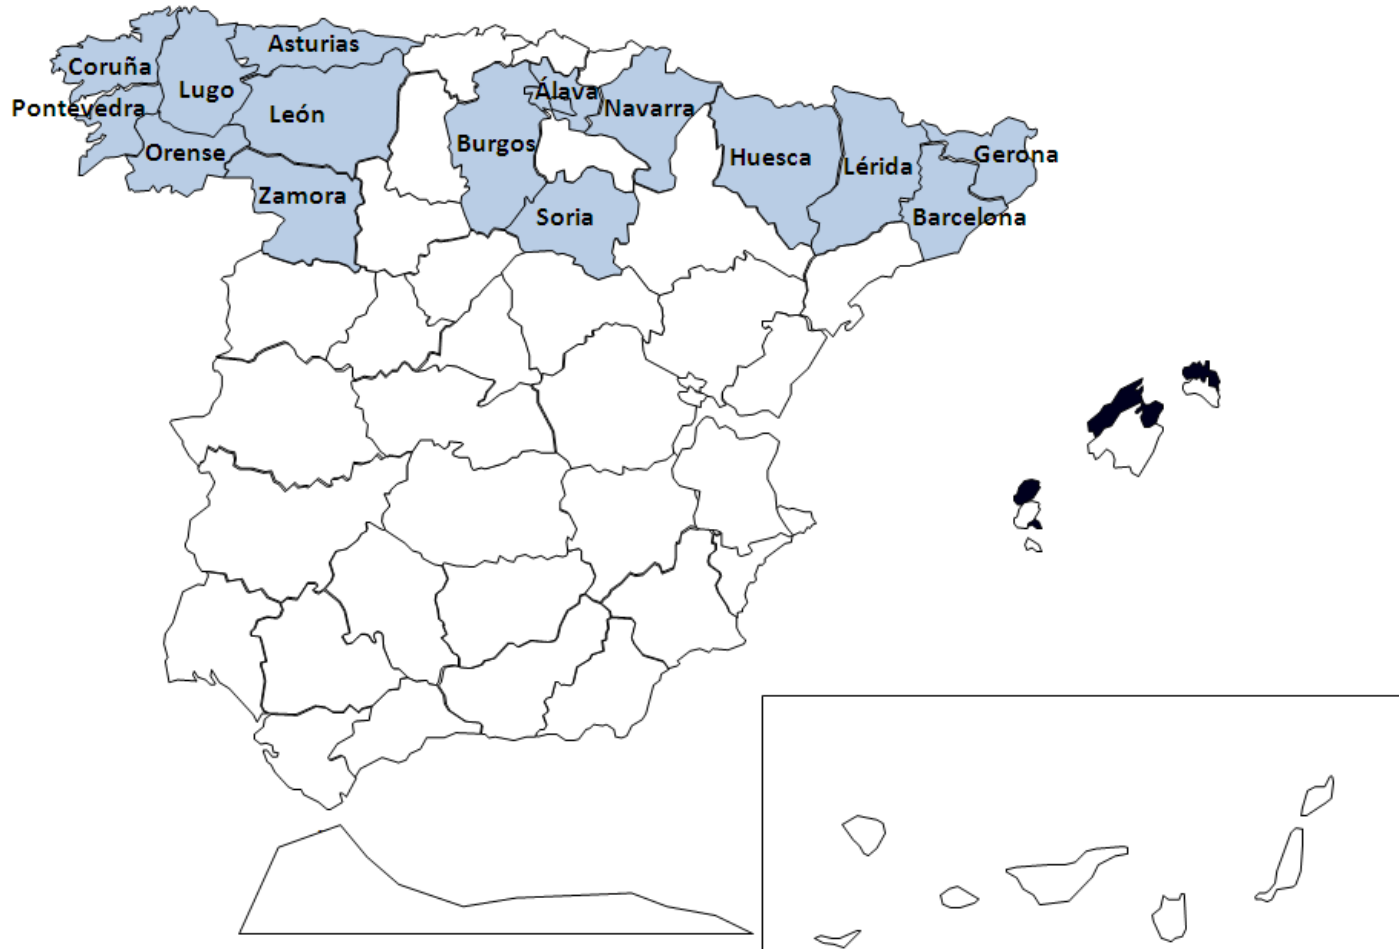 Asturias
Coruña
Lugo
Álava
Pontevedra
Navarra
León
Burgos
Orense
Huesca
Lérida
Gerona
Zamora
Soria
Barcelona